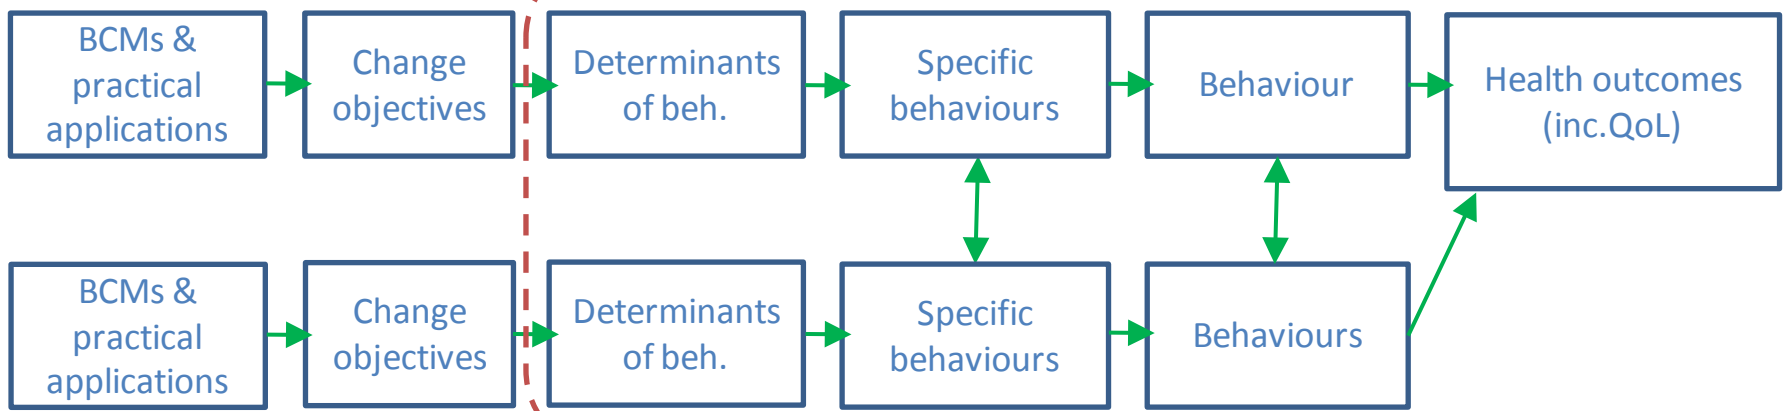 BCMs &
practical
applications
Change
objectives
Determinants
of beh.
Specific
behaviours
Behaviour
Health outcomes
(inc.QoL)
BCMs &
practical
applications
Change
objectives
Determinants
of beh.
Specific
behaviours
Behaviours